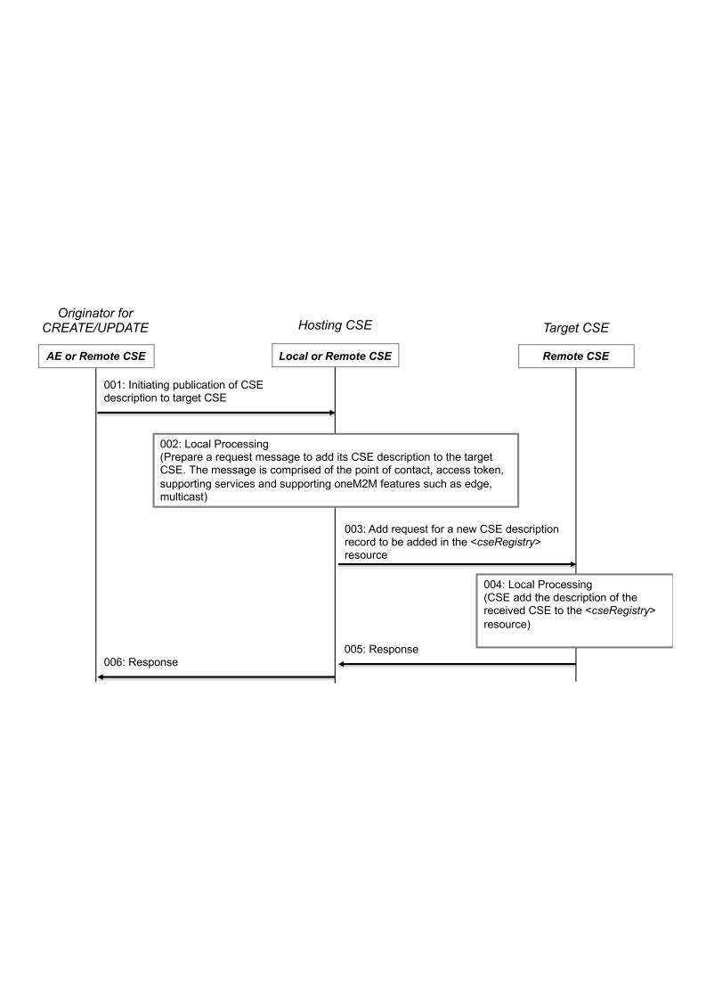 Originator for
CREATE/UPDATE
Hosting CSE
Target CSE
AE or Remote CSE
Local or Remote CSE
Remote CSE
001: Initiating publication of CSE
description to target CSE
002: Local Processing
(Prepare a request message to add its CSE description to the target
CSE. The message is comprised of the point of contact, access token,
supporting services and supporting oneM2M features such as edge,
multicast)
003: Add request for a new CSE description
record to be added in the <cseRegistry>
resource
004: Local Processing
(CSE add the description of the
received CSE to the <cseRegistry>
resource)
005: Response
006: Response